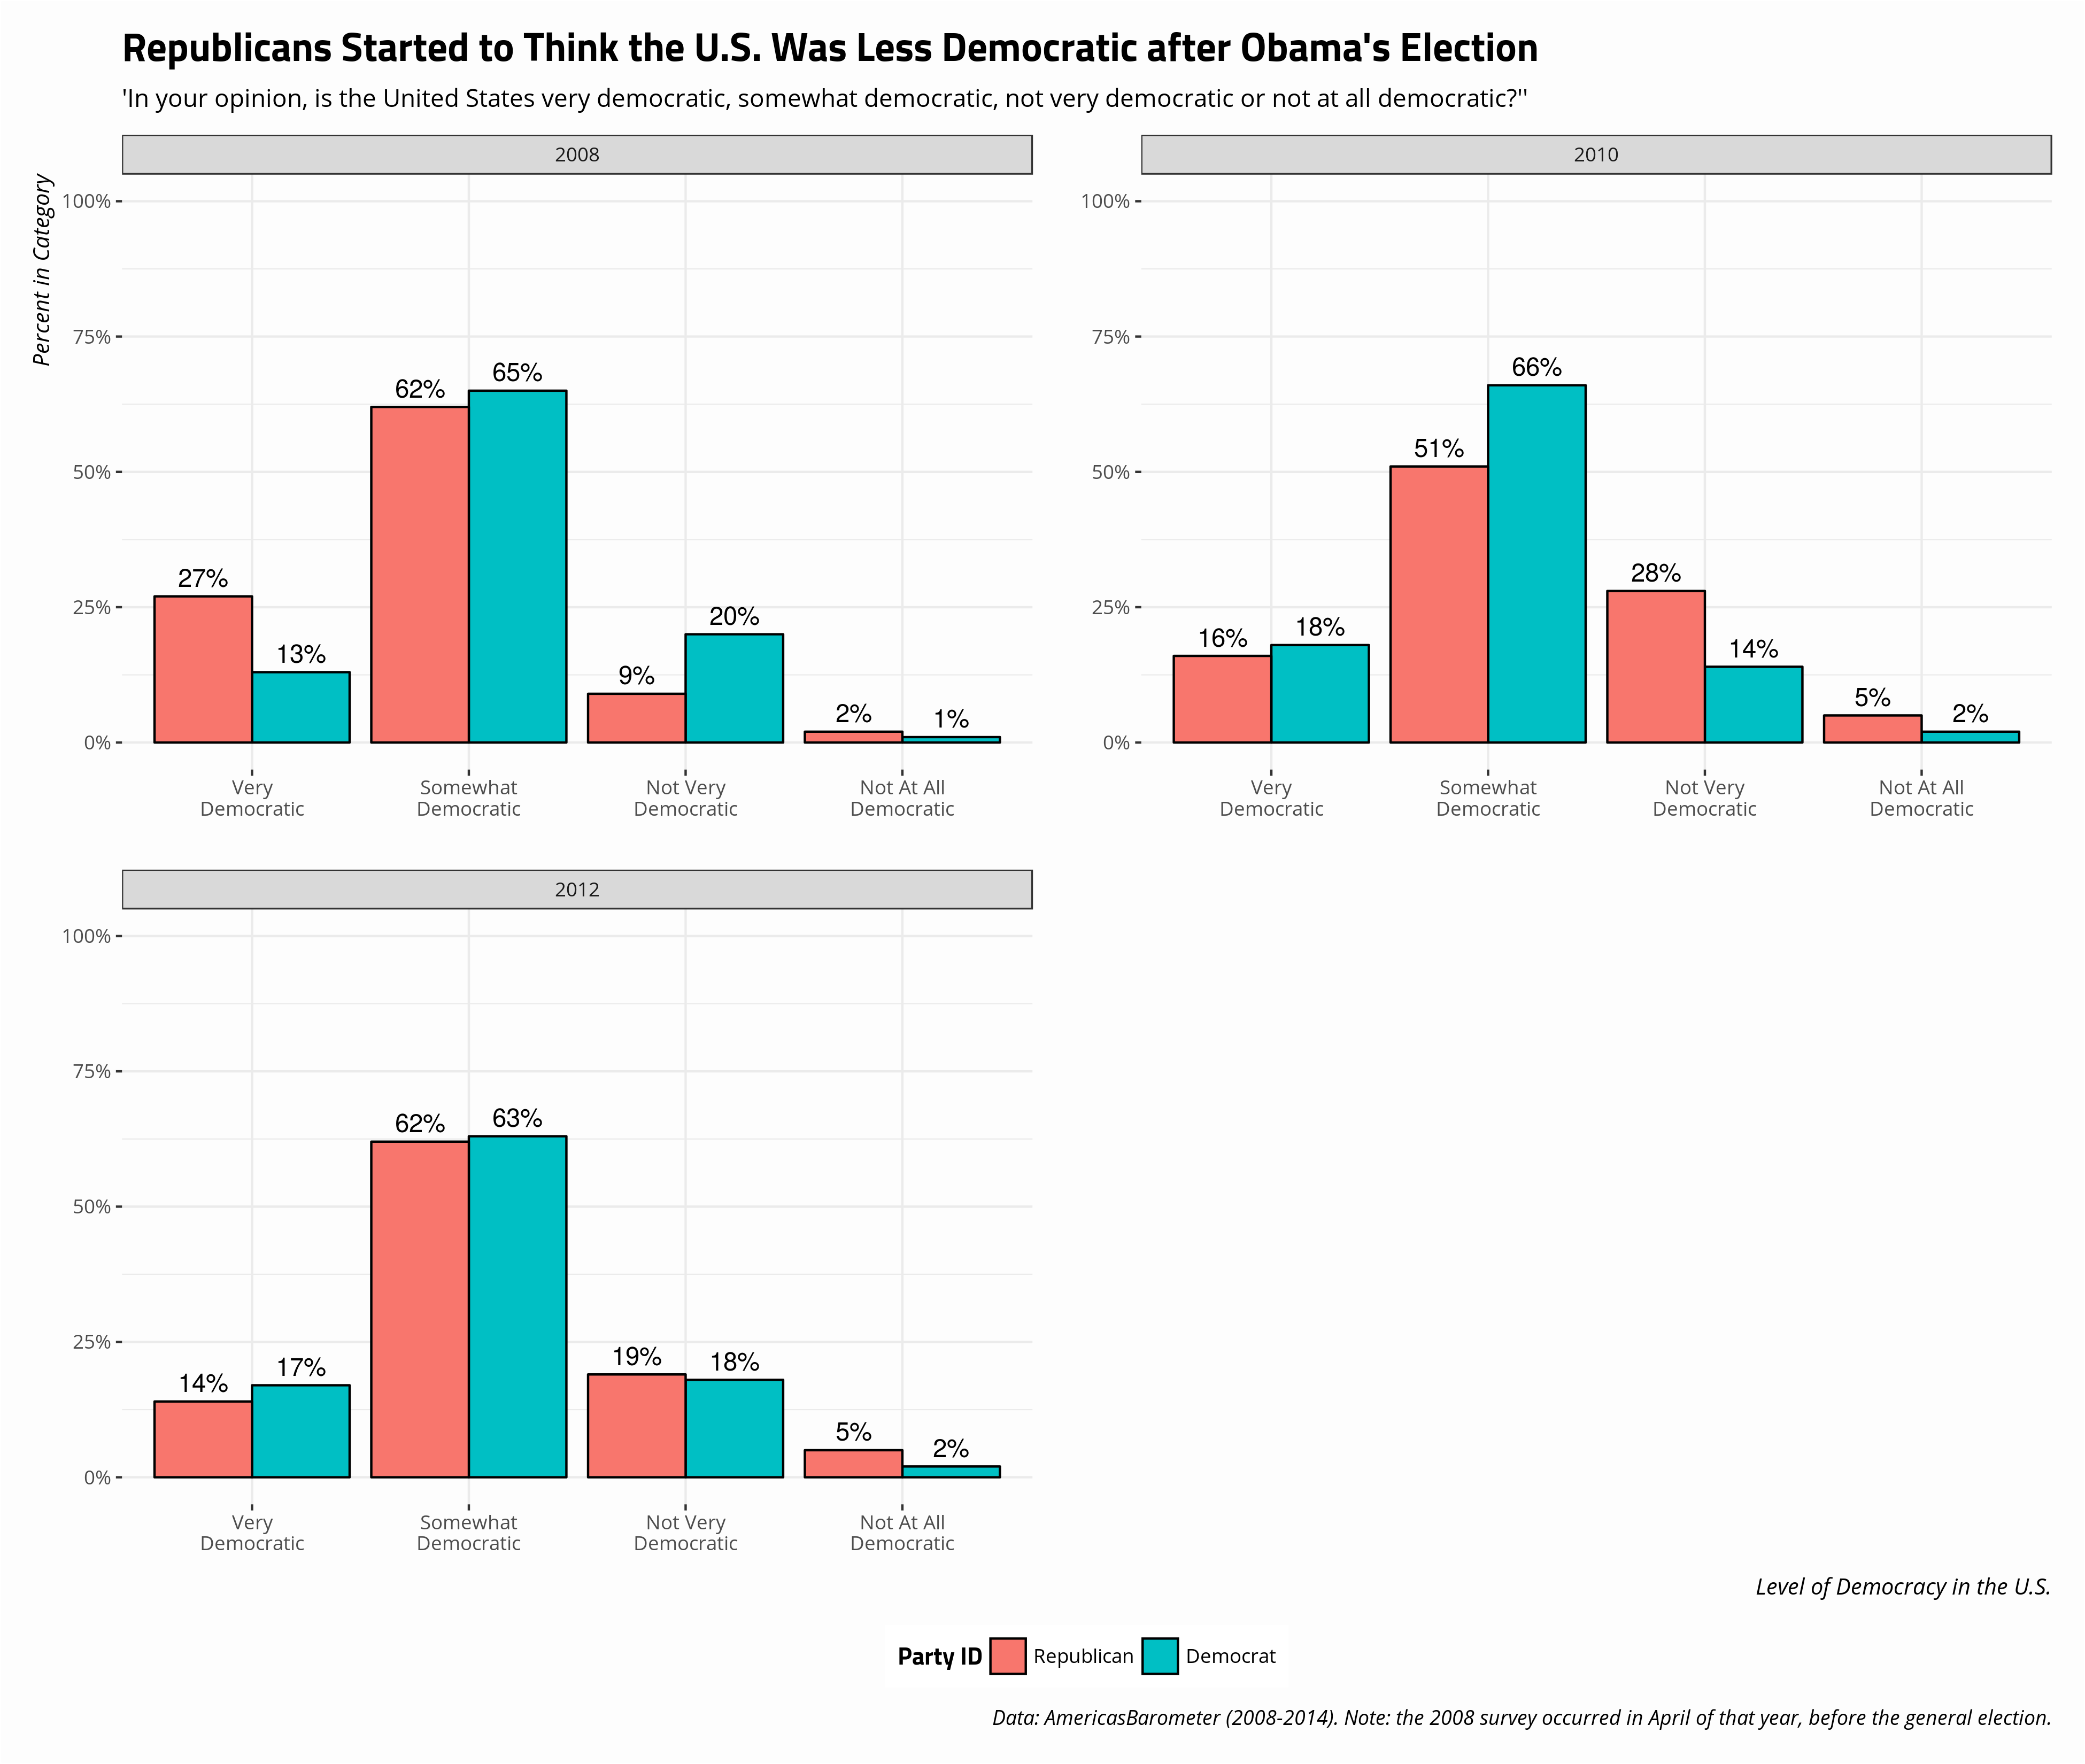 Republicans Started to Think the U.S. Was Less Democratic after Obama's Election
'In your opinion, is the United States very democratic, somewhat democratic, not very democratic or not at all democratic?''
2008
Percent in Category
100%
75%
50%
25%
0%
27%
13%
62%
65%
9%
20%
2%
1%
Very
Democratic
Somewhat
Democratic
Not Very
Democratic
Not At All
Democratic
2010
100%
75%
50%
25%
0%
16%
18%
51%
66%
28%
14%
5%
2%
Very
Democratic
Somewhat
Democratic
Not Very
Democratic
Not At All
Democratic
2012
100%
75%
50%
25%
0%
14%
17%
62%
63%
19%
18%
5%
2%
Very
Democratic
Somewhat
Democratic
Not Very
Democratic
Not At All
Democratic
Level of Democracy in the U.S.
Party ID Republican Democrat
Data: AmericasBarometer (2008-2014). Note: the 2008 survey occurred in April of that year, before the general election.